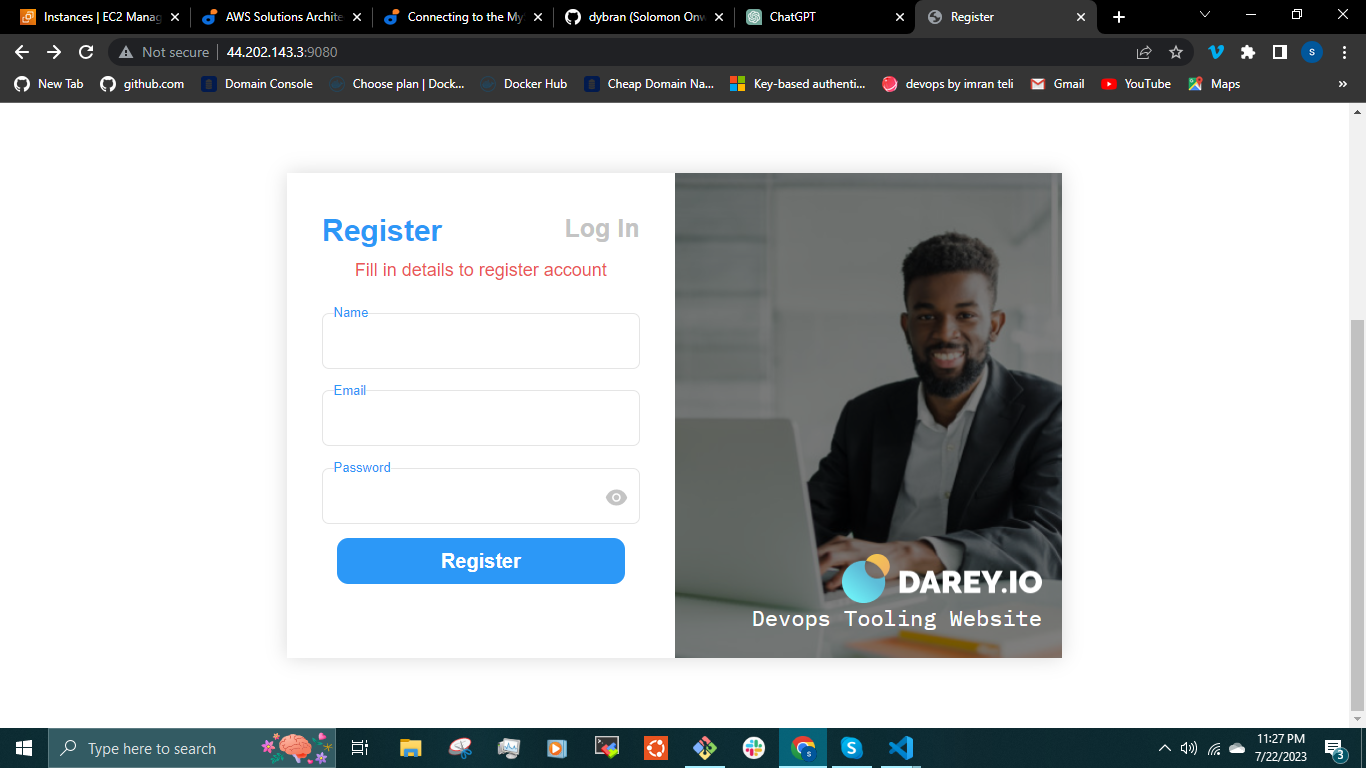 Instances | EC2 Manag
AWS Solutions Archite
Connecting to the My
dybran (Solomon Onw
ChatGPT
Register
Not secure
44.202.143.3:9080
s
New Tab
github.com
Domain Console
Choose plan | Dock...
Docker Hub
Cheap Domain Na...
Key-based authenti...
devops by imran teli
Gmail
YouTube
Maps
»
Register
Log In
Fill in details to register account
Name
Email
Password
Register
DAREY.IO
Devops Tooling Website
Type here to search
11:27 PM
7/22/2023
3